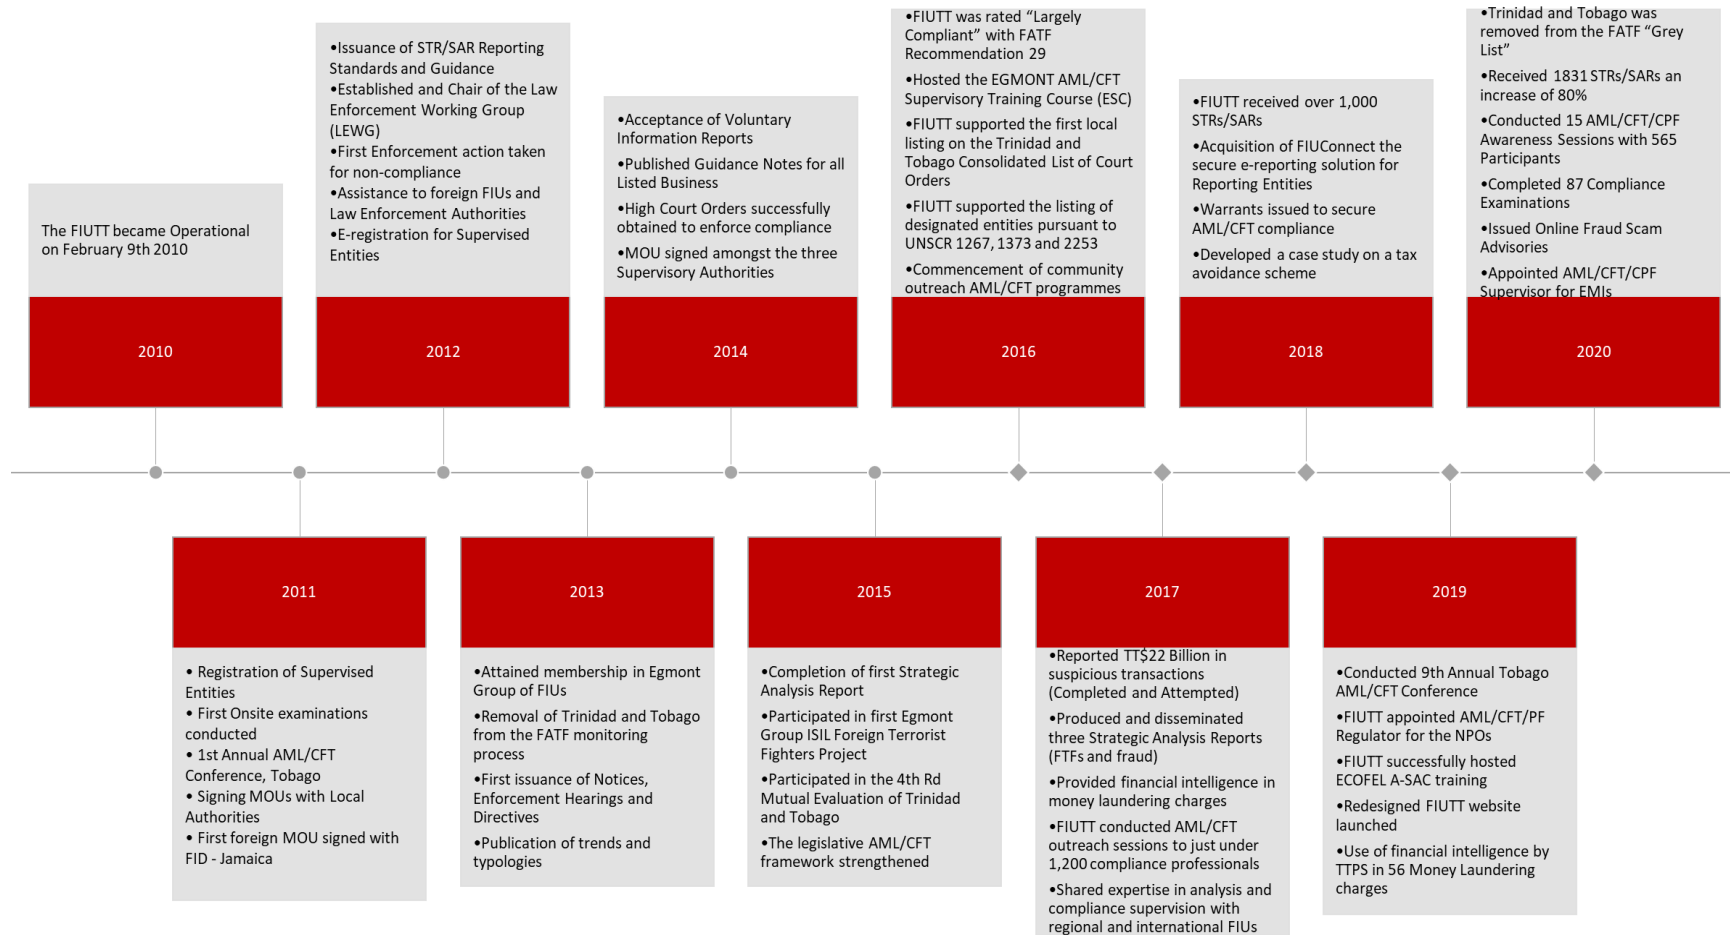 The FIUTT became Operational
on February 9th 2010
2010
•Issuance of STR/SAR Reporting
Standards and Guidance
•Established and Chair of the Law
Enforcement Working Group
(LEWG)
•First Enforcement action taken
for non-compliance
•Assistance to foreign FIUs and
Law Enforcement Authorities
•E-registration for Supervised
Entities
2012
•Acceptance of Voluntary
Information Reports
•Published Guidance Notes for all
Listed Business
•High Court Orders successfully
obtained to enforce compliance
•MOU signed amongst the three
Supervisory Authorities
2014
•FIUTT was rated “Largely
Compliant” with FATF
Recommendation 29
•Hosted the EGMONT AML/CFT
Supervisory Training Course (ESC)
•FIUTT supported the first local
listing on the Trinidad and
Tobago Consolidated List of Court
Orders
•FIUTT supported the listing of
designated entities pursuant to
UNSCR 1267, 1373 and 2253
•Commencement of community
outreach AML/CFT programmes
2016
•FIUTT received over 1,000
STRs/SARs
•Acquisition of FIUConnect the
secure e-reporting solution for
Reporting Entities
•Warrants issued to secure
AML/CFT compliance
•Developed a case study on a tax
avoidance scheme
2018
•Trinidad and Tobago was
removed from the FATF “Grey
List”
•Received 1831 STRs/SARs an
increase of 80%
•Conducted 15 AML/CFT/CPF
Awareness Sessions with 565
Participants
•Completed 87 Compliance
Examinations
•Issued Online Fraud Scam
Advisories
•Appointed AML/CFT/CPF
Supervisor for EMIs
2020
2011
• Registration of Supervised
Entities
• First Onsite examinations
conducted
• 1st Annual AML/CFT
Conference, Tobago
• Signing MOUs with Local
Authorities
• First foreign MOU signed with
FID - Jamaica
2013
•Attained membership in Egmont
Group of FIUs
•Removal of Trinidad and Tobago
from the FATF monitoring
process
•First issuance of Notices,
Enforcement Hearings and
Directives
•Publication of trends and
typologies
2015
•Completion of first Strategic
Analysis Report
•Participated in first Egmont
Group ISIL Foreign Terrorist
Fighters Project
•Participated in the 4th Rd
Mutual Evaluation of Trinidad
and Tobago
•The legislative AML/CFT
framework strengthened
2017
•Reported TT$22 Billion in
suspicious transactions
(Completed and Attempted)
•Produced and disseminated
three Strategic Analysis Reports
(FTFs and fraud)
•Provided financial intelligence in
money laundering charges
•FIUTT conducted AML/CFT
outreach sessions to just under
1,200 compliance professionals
•Shared expertise in analysis and
compliance supervision with
regional and international FIUs
2019
•Conducted 9th Annual Tobago
AML/CFT Conference
•FIUTT appointed AML/CFT/PF
Regulator for the NPOs
•FIUTT successfully hosted
ECOFEL A-SAC training
•Redesigned FIUTT website
launched
•Use of financial intelligence by
TTPS in 56 Money Laundering
charges